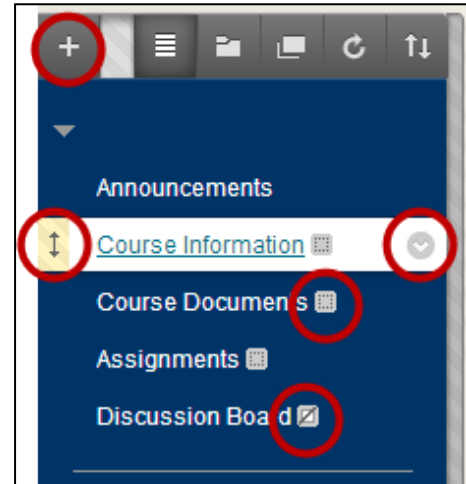 Announcements
Course Information
Course Documents
Assignments
Discussion Board